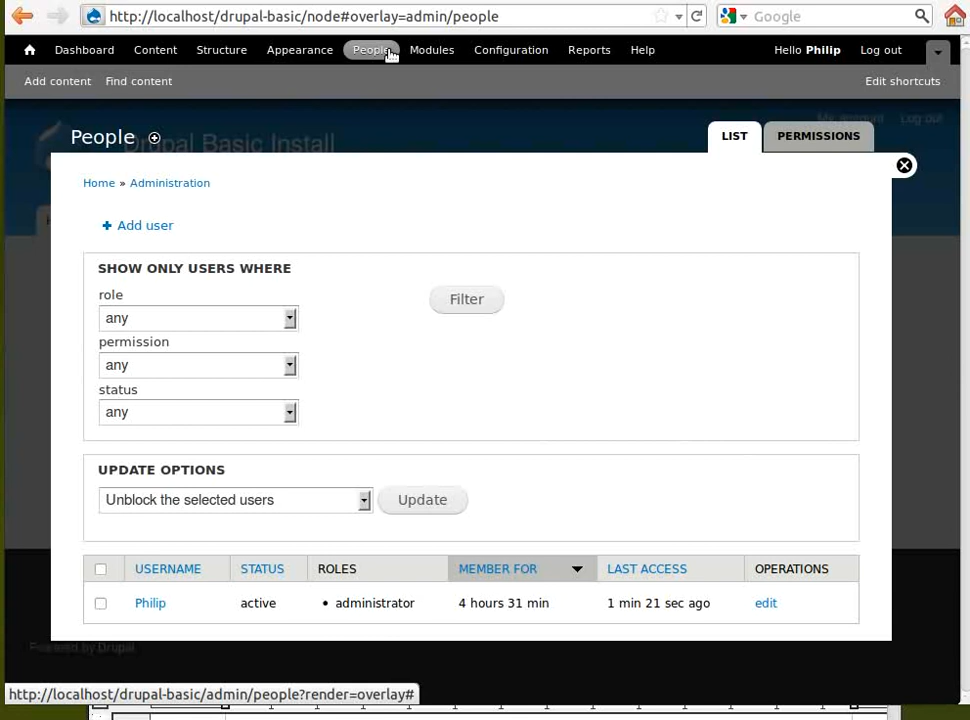 http://localhost/drupal-basic/node#overlay=admin/people
Google
Dashboard Content Structure Appearance People Modules Configuration Reports Help Hello Philip Log out
Add content Find content Edit shortcuts
My account Log out
Drupal Basic Install
People
LIST PERMISSIONS
Home » Administration
Add user
SHOW ONLY USERS WHERE
role
any
Filter
permission
any
status
any
UPDATE OPTIONS
Unblock the selected users Update
USERNAME STATUS ROLES MEMBER FOR LAST ACCESS OPERATIONS
Philip active • administrator 4 hours 31 min 1 min 21 sec ago edit
Powered by Drupal
http://localhost/drupal-basic/admin/people?render=overlay#